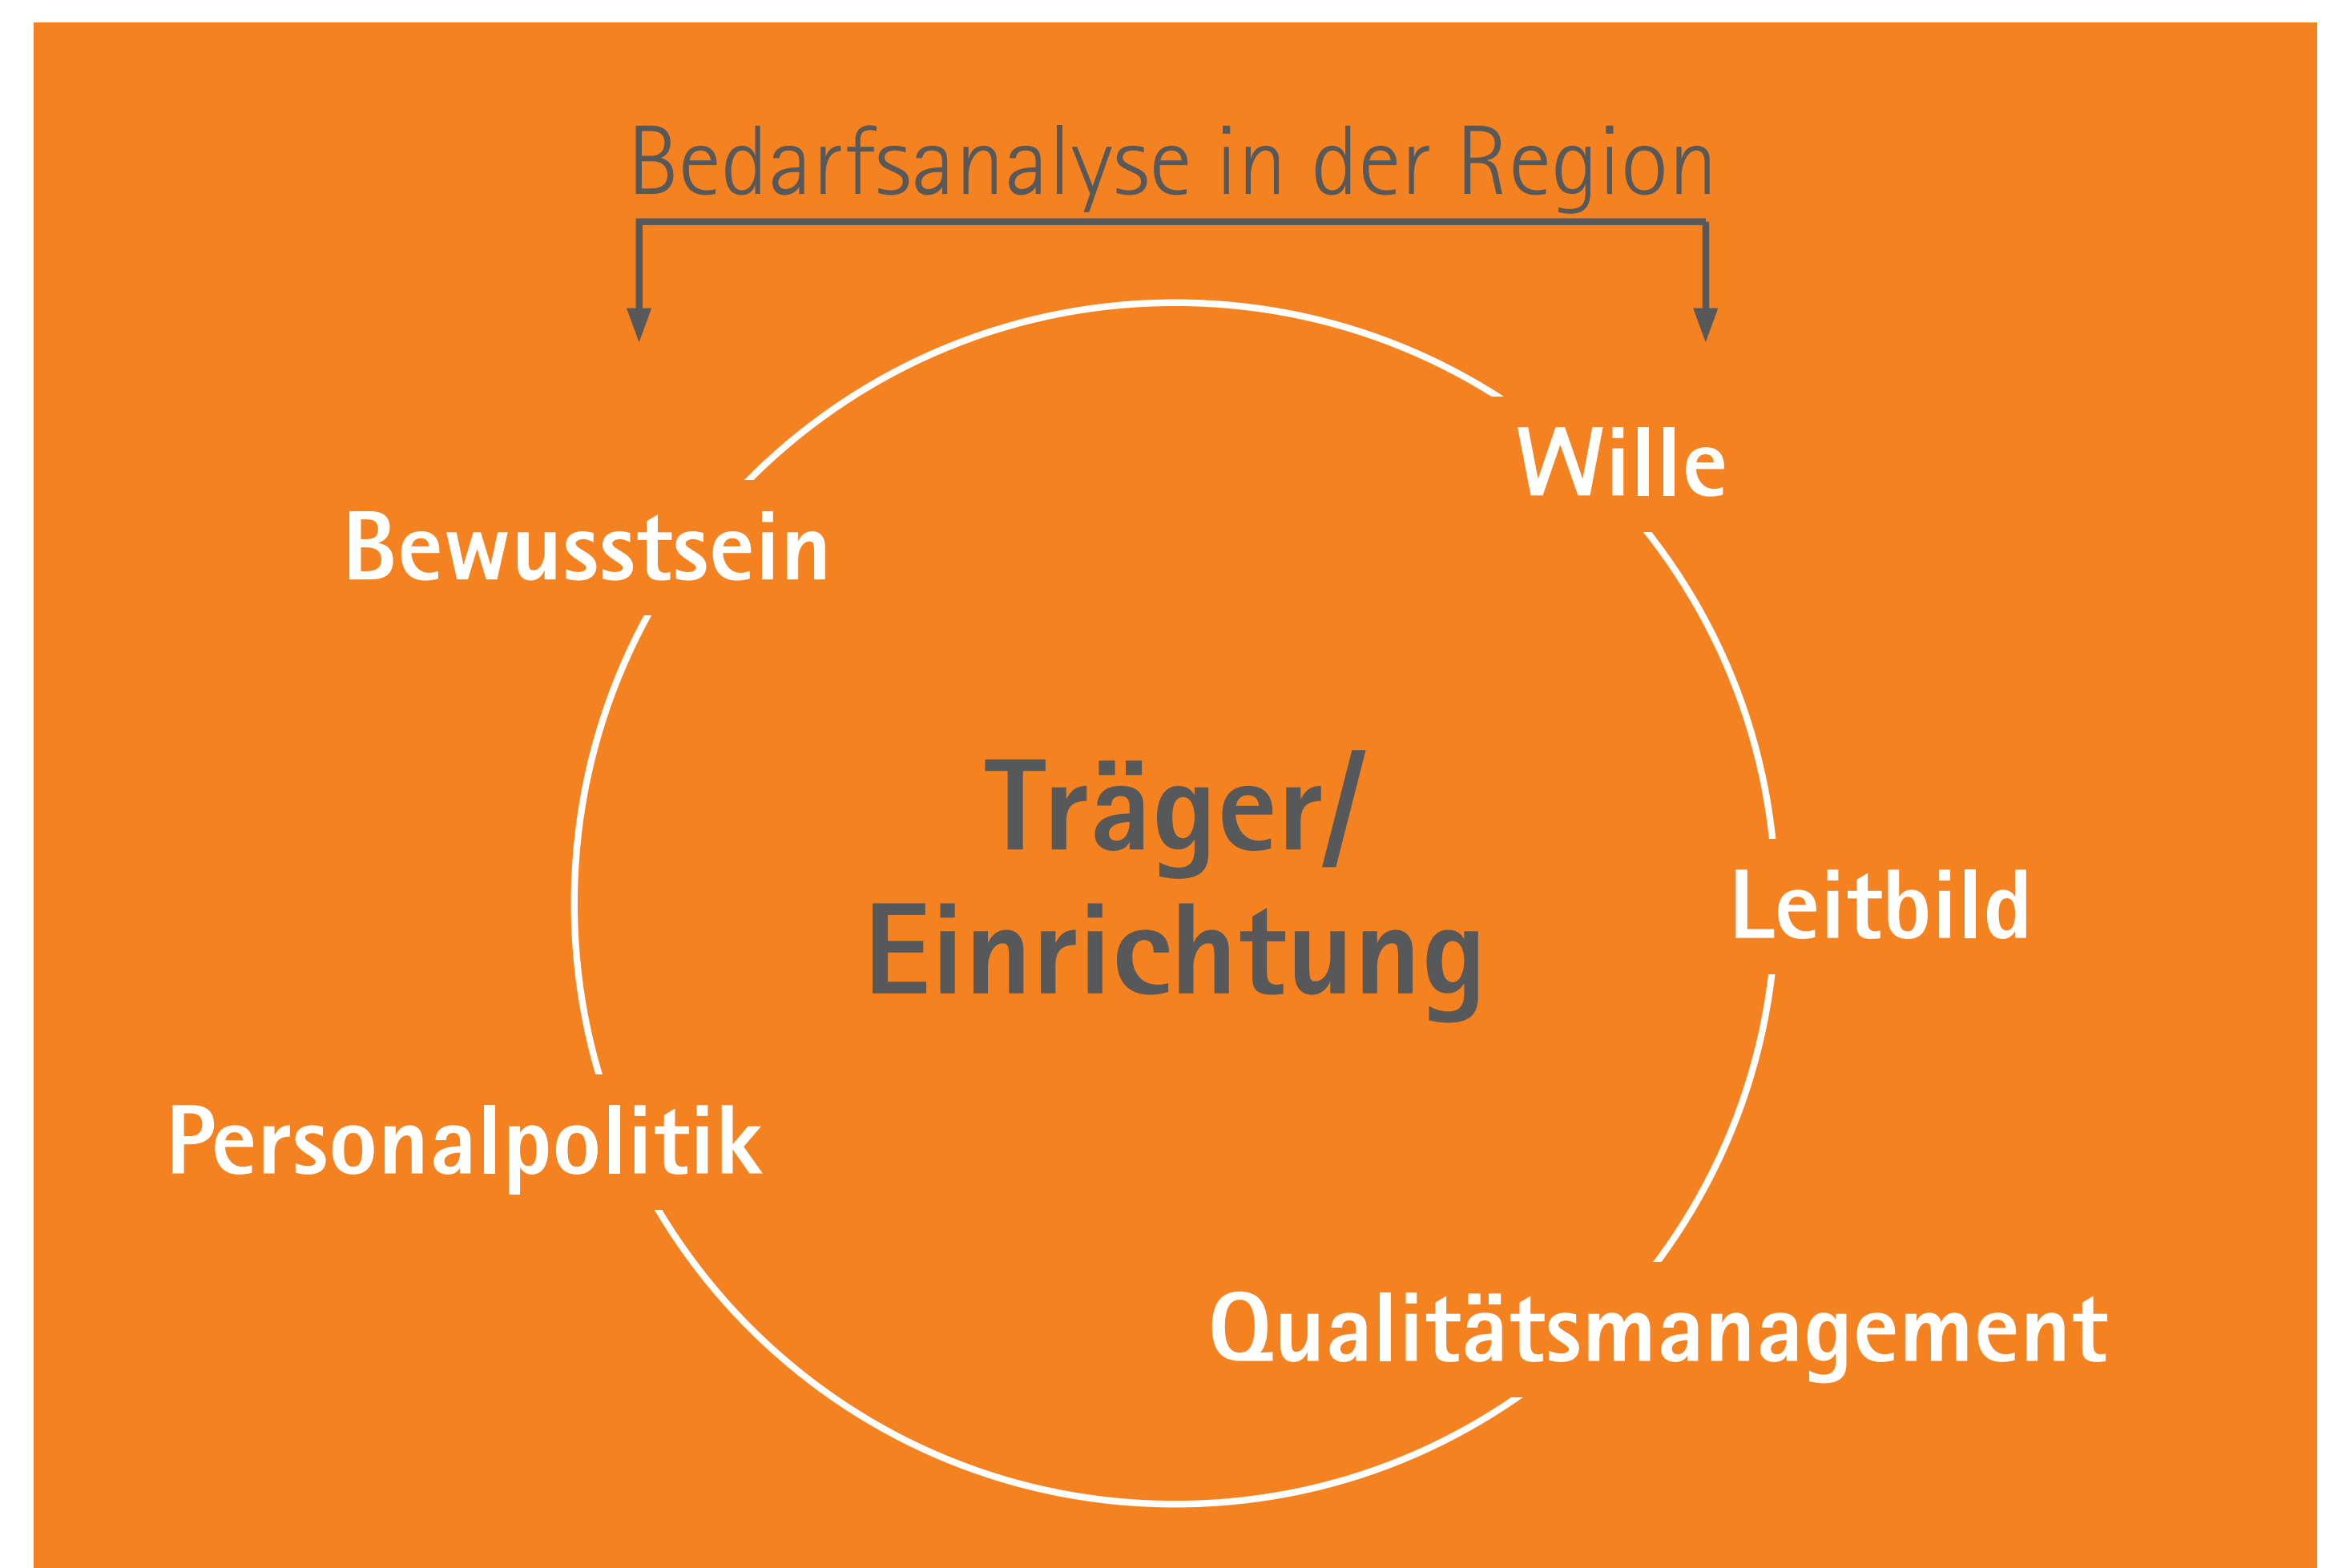 Bedarfsanalyse in der Region
Wille
Bewusstsein
Träger/
Einrichtung
Leitbild
Personalpolitik
Qualitätsmanagement